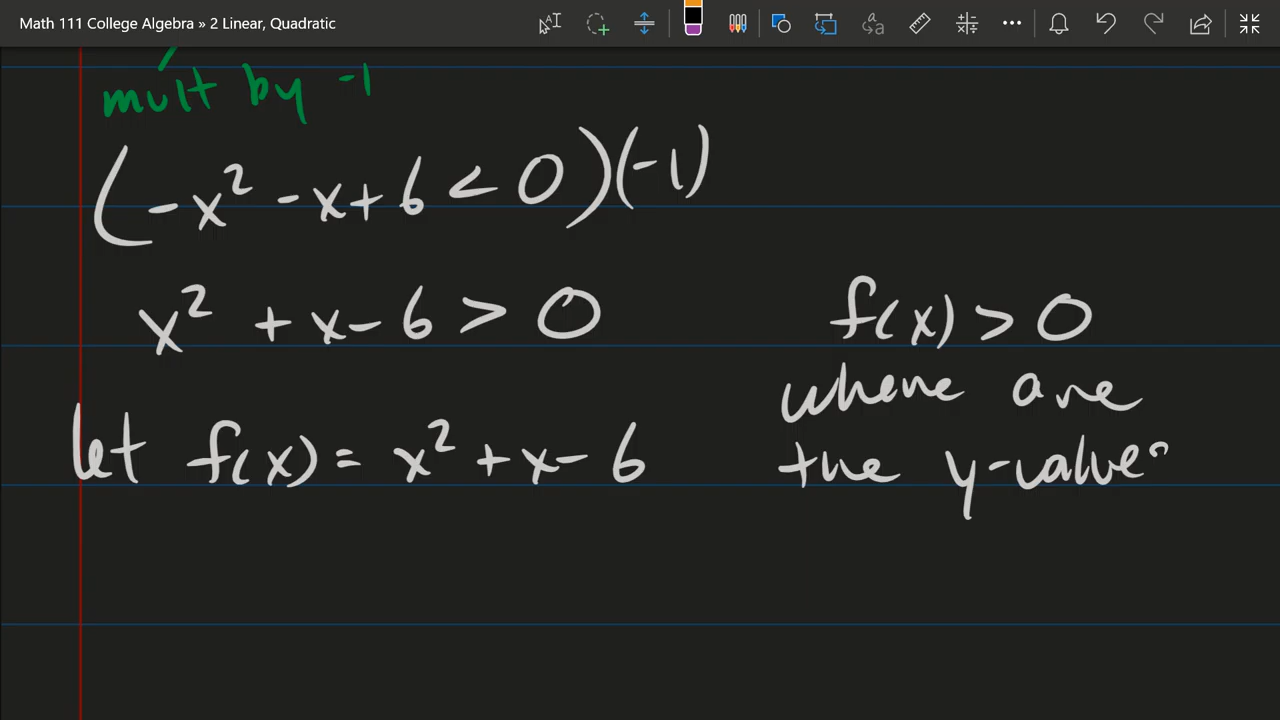 Math 111 College Algebra » 2 Linear, Quadratic
mult by -1
(-x² -x+6<0)(-1)
x² +x-6>0
f(x)>0
where are
let f(x)= x²+x-6
the y-values